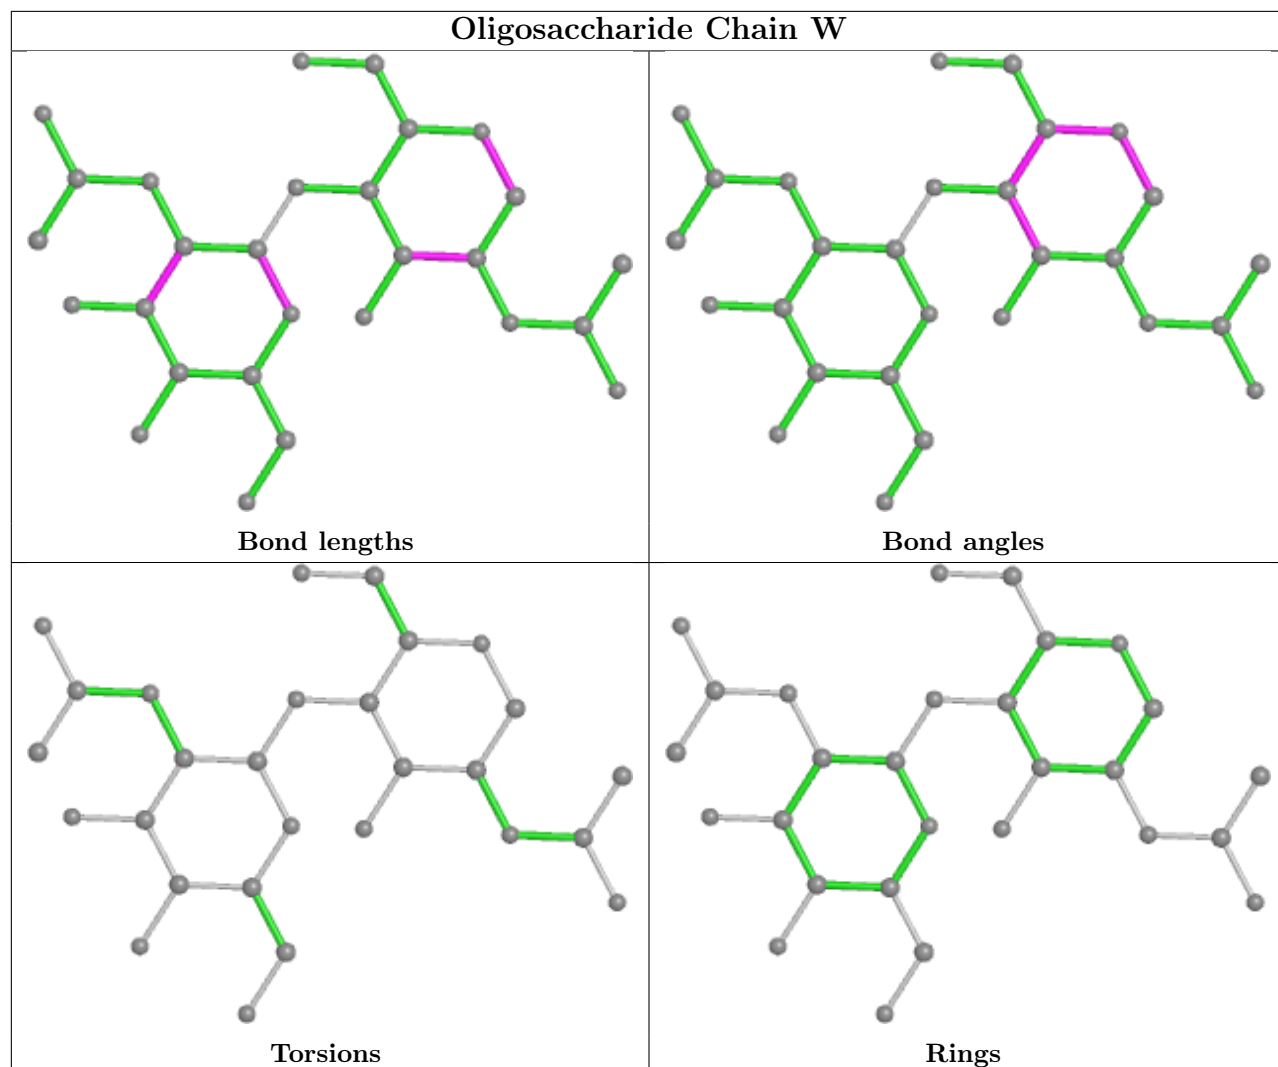 Oligosaccharide Chain W
Bond lengths
Bond angles
Torsions
Rings